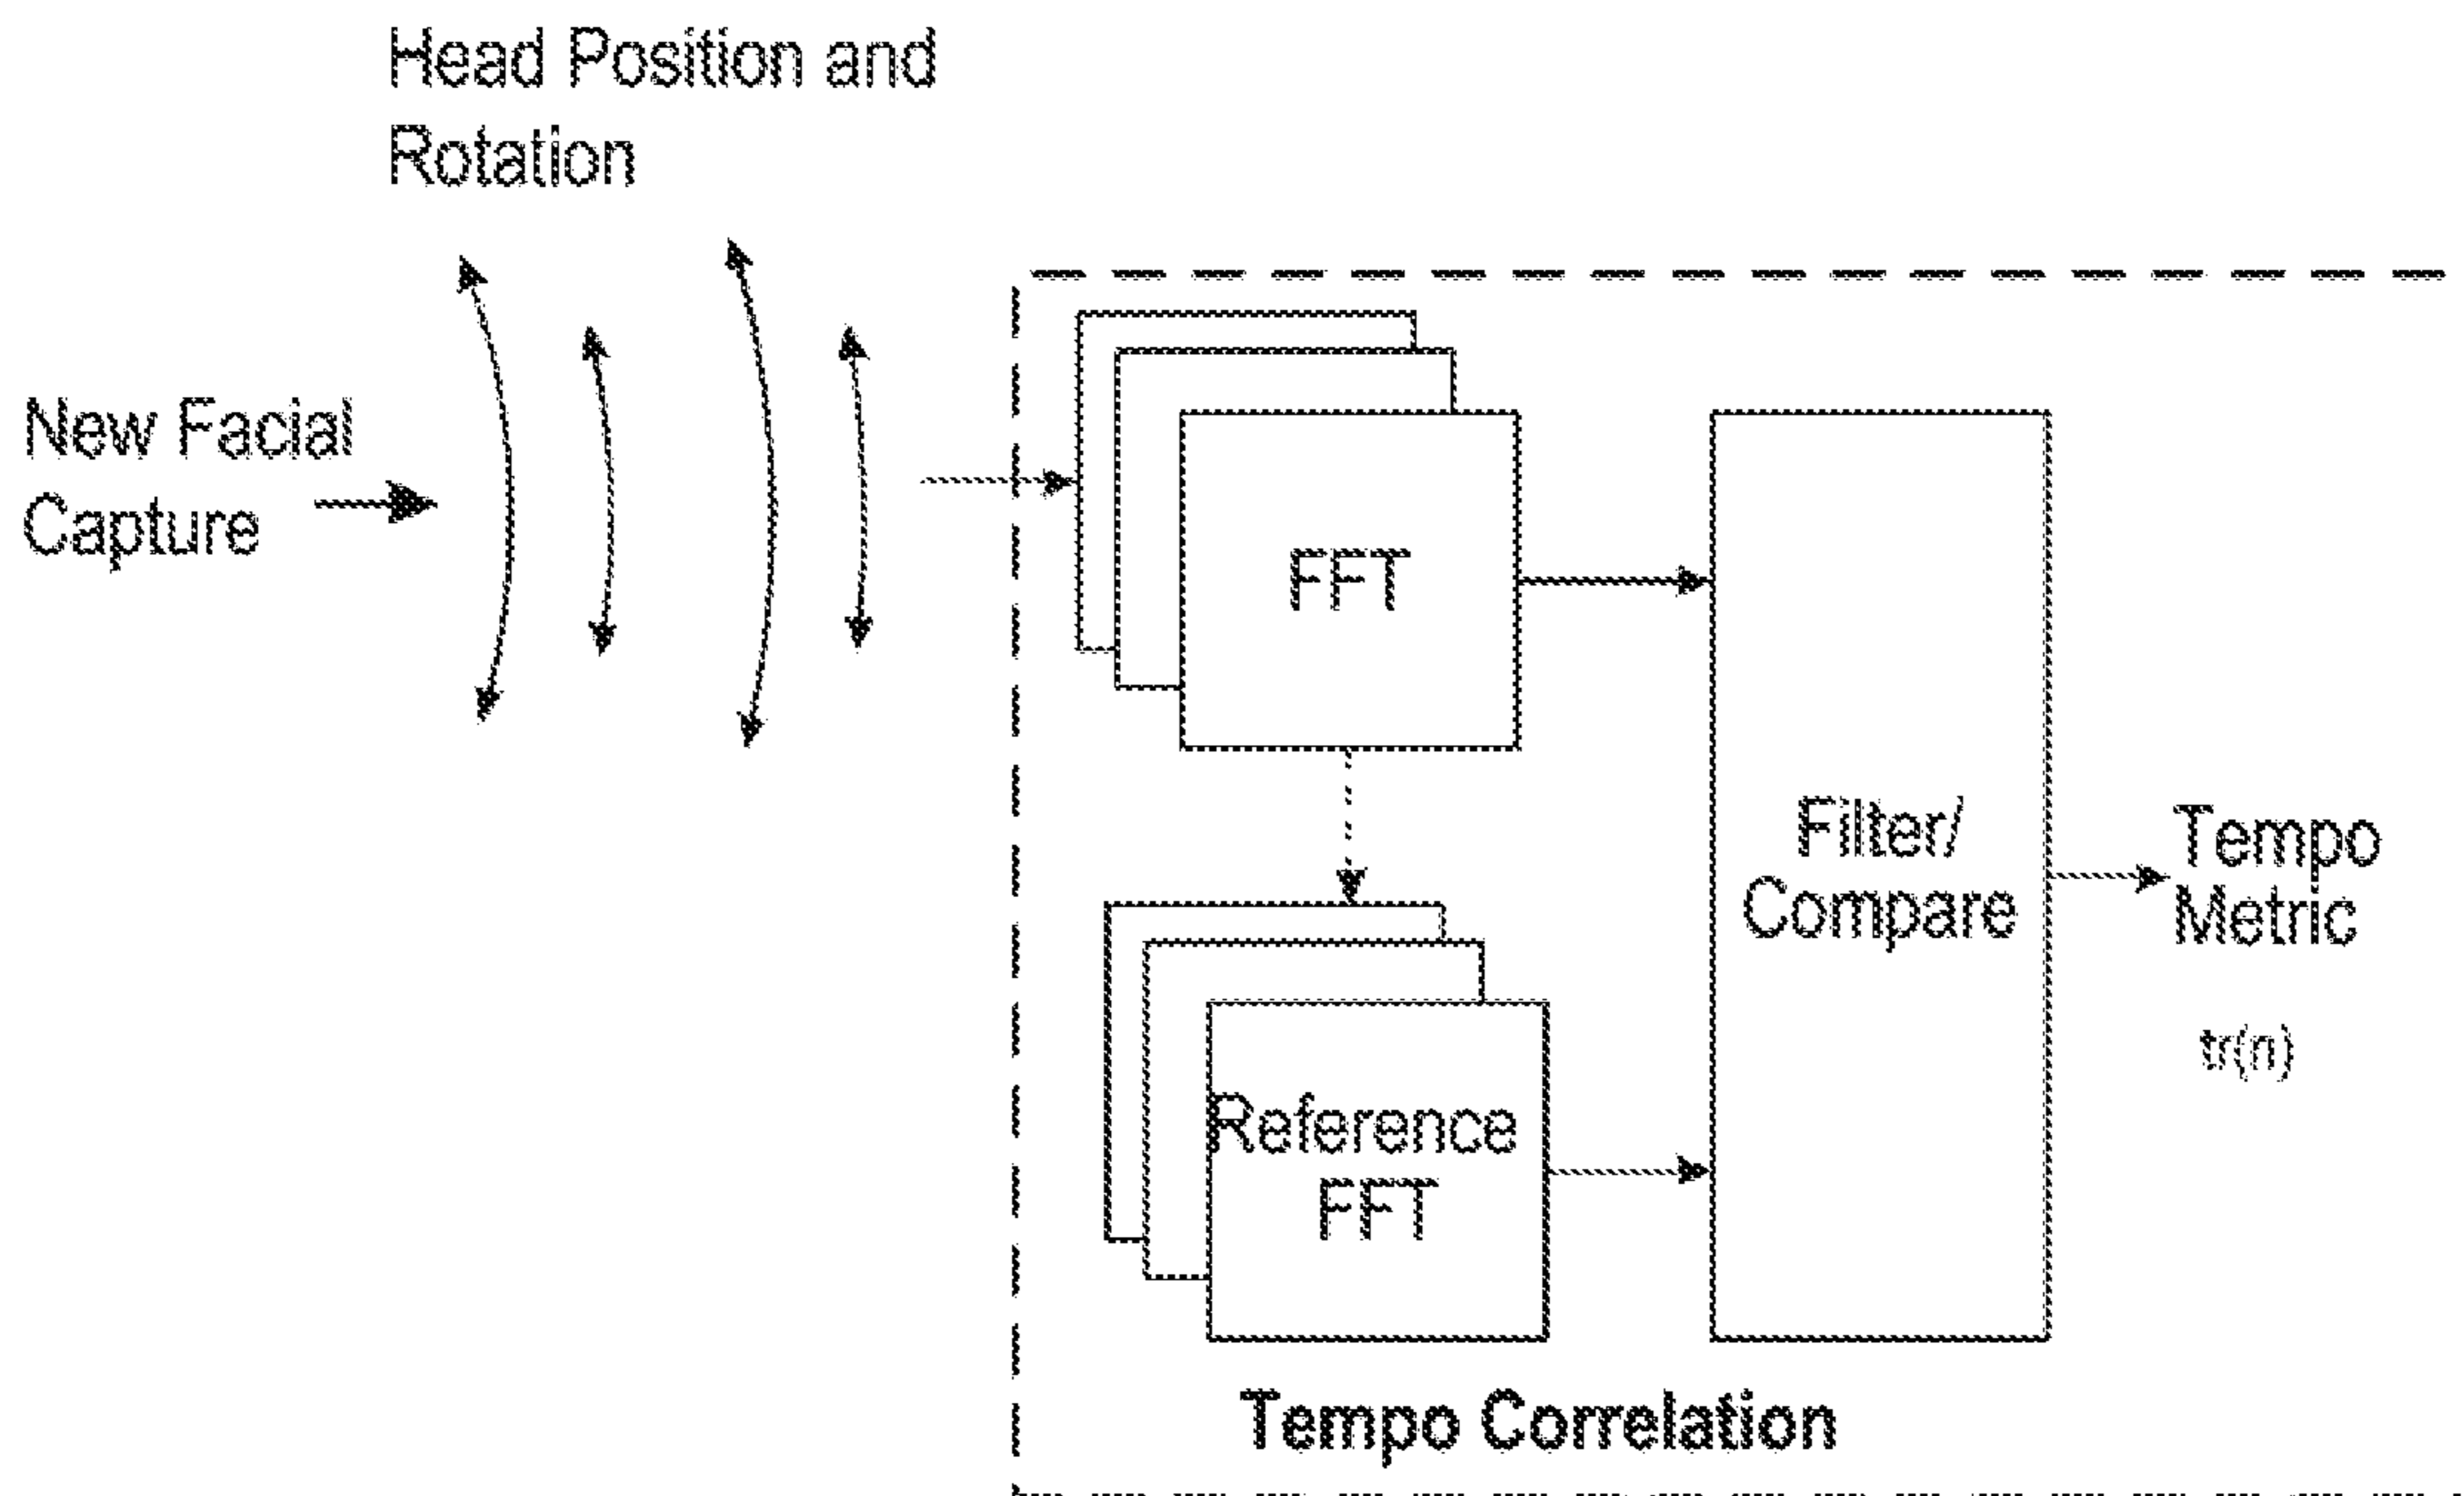 Head Position and
Rotation
New Facial
Capture
FFT
Filter/
Compare
Tempo
Metric
tr(n)
Reference
FFT
Tempo Correlation